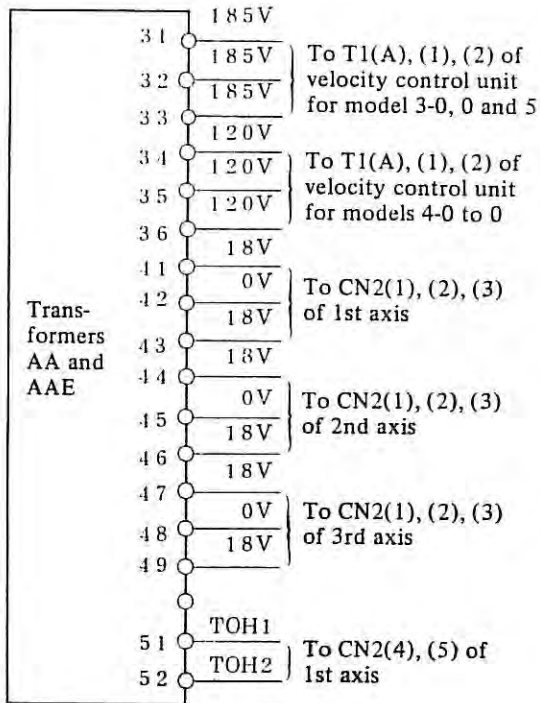 185V
31
185V
To T1(A), (1), (2) of
32
185V
velocity control unit
33
for model 3-0, 0 and 5
120V
34
120V
To T1(A), (1), (2) of
35
120V
velocity control unit
36
for models 4-0 to 0
18V
41
0V
To CN2(1), (2), (3)
42
18V
of 1st axis
43
18V
44
0V
To CN2(1), (2), (3)
45
18V
of 2nd axis
46
18V
47
0V
To CN2(1), (2), (3)
48
18V
of 3rd axis
49
Trans-
formers
AA and
AAE
51
TOH1
To CN2(4), (5) of
52
TOH2
1st axis